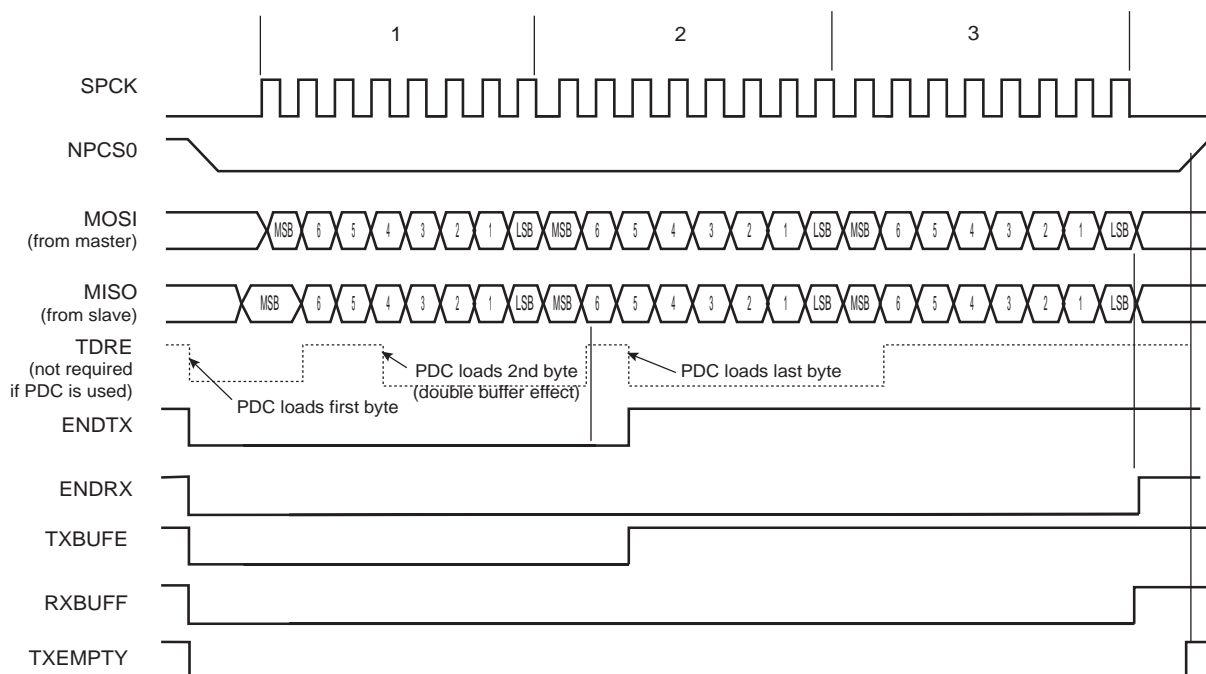 1 2 3
SPCK
NPCS0
MOSI
(from master)
MSB 6 5 4 3 2 1 LSB MSB 6 5 4 3 2 1 LSB MSB 6 5 4 3 2 1 LSB
MISO
(from slave)
MSB 6 5 4 3 2 1 LSB MSB 6 5 4 3 2 1 LSB MSB 6 5 4 3 2 1 LSB
TDRE
(not required
if PDC is used)
PDC loads first byte
PDC loads 2nd byte
(double buffer effect)
PDC loads last byte
ENDTX
ENDRX
TXBUFE
RXBUFF
TXEMPTY